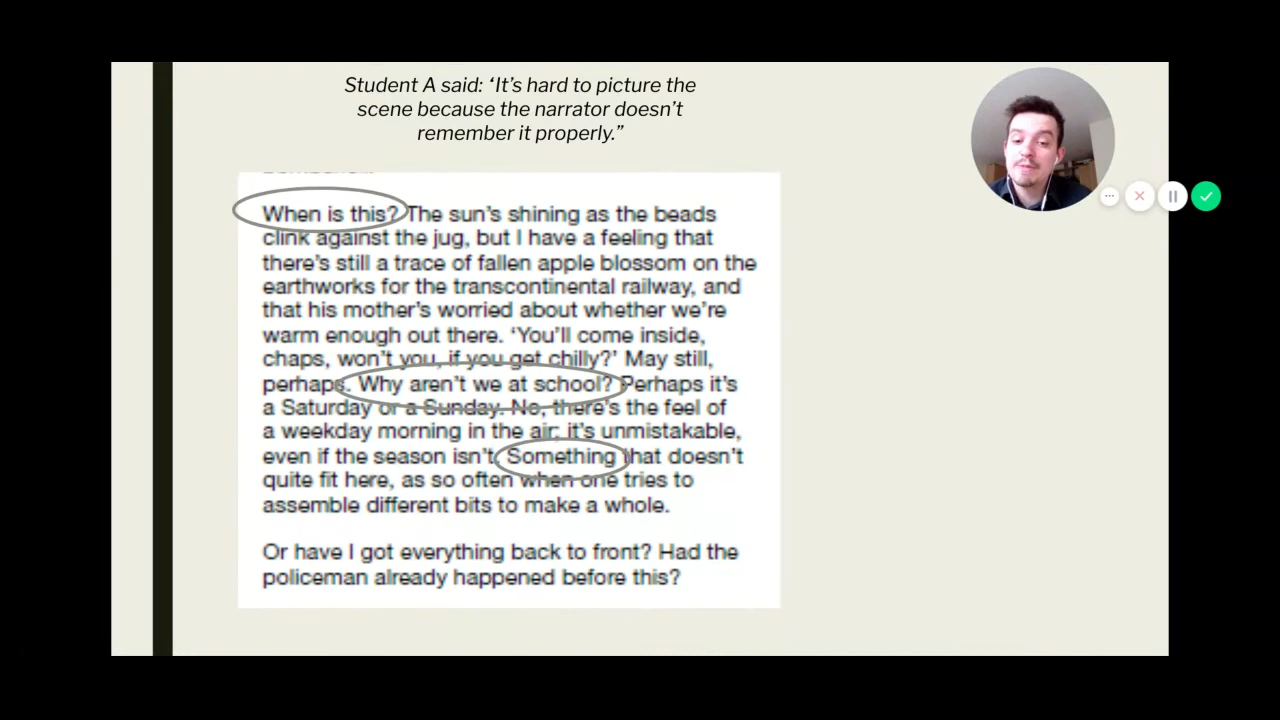 Student A said: ‘It’s hard to picture the
scene because the narrator doesn’t
remember it properly.”
When is this? The sun’s shining as the beads
clink against the jug, but I have a feeling that
there’s still a trace of fallen apple blossom on the
earthworks for the transcontinental railway, and
that his mother’s worried about whether we’re
warm enough out there. ‘You’ll come inside,
chaps, won’t you, if you get chilly?’ May still,
perhaps. Why aren’t we at school? Perhaps it’s
a Saturday or a Sunday. No, there’s the feel of
a weekday morning in the air; it’s unmistakable,
even if the season isn’t. Something that doesn’t
quite fit here, as so often when one tries to
assemble different bits to make a whole.
Or have I got everything back to front? Had the
policeman already happened before this?